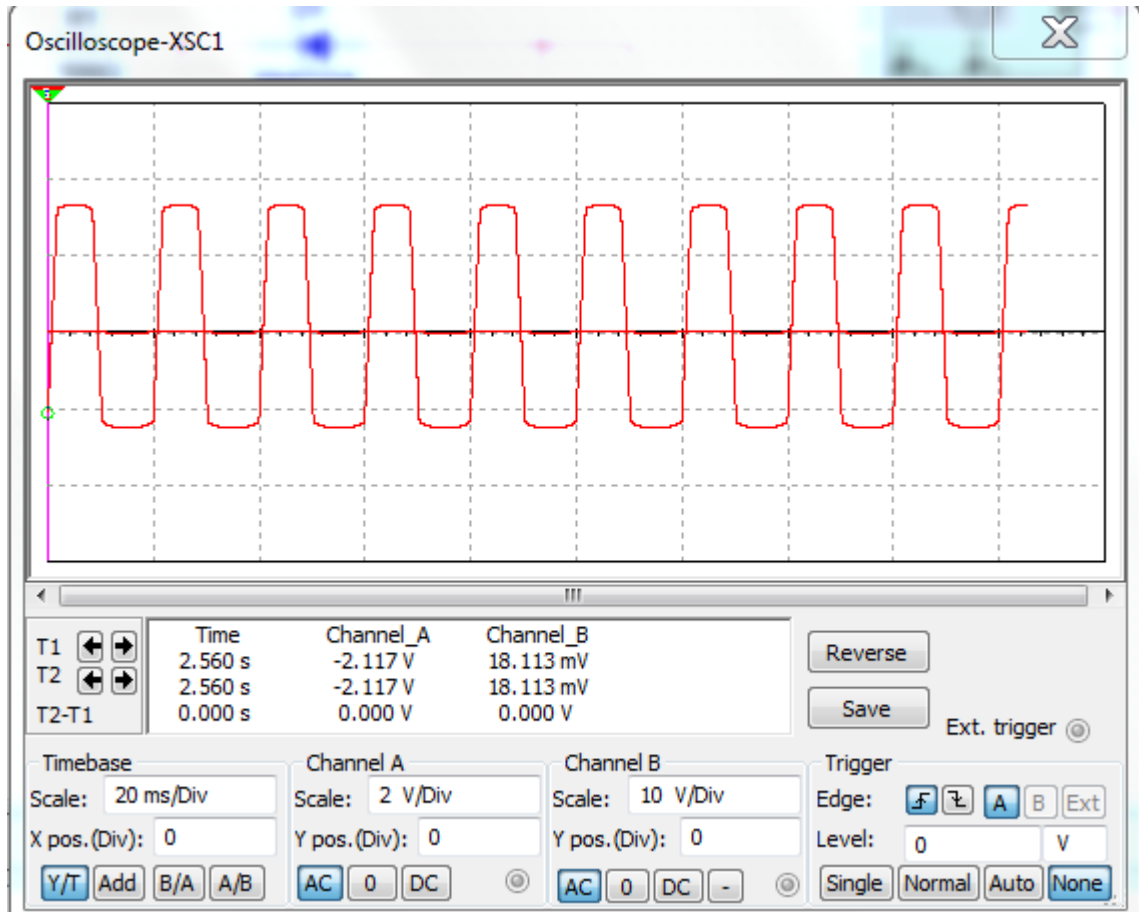 Oscilloscope-XSC1
T1
T2
T2-T1
Time Channel_A Channel_B
2.560 s -2.117 V 18.113 mV
2.560 s -2.117 V 18.113 mV
0.000 s 0.000 V 0.000 V
Reverse
Save
Ext. trigger
Timebase
Scale: 20 ms/Div
X pos.(Div): 0
Y/T Add B/A A/B
Channel A
Scale: 2 V/Div
Y pos.(Div): 0
AC 0 DC
Channel B
Scale: 10 V/Div
Y pos.(Div): 0
AC 0 DC -
Trigger
Edge: A B Ext
Level: 0 V
Single Normal Auto None